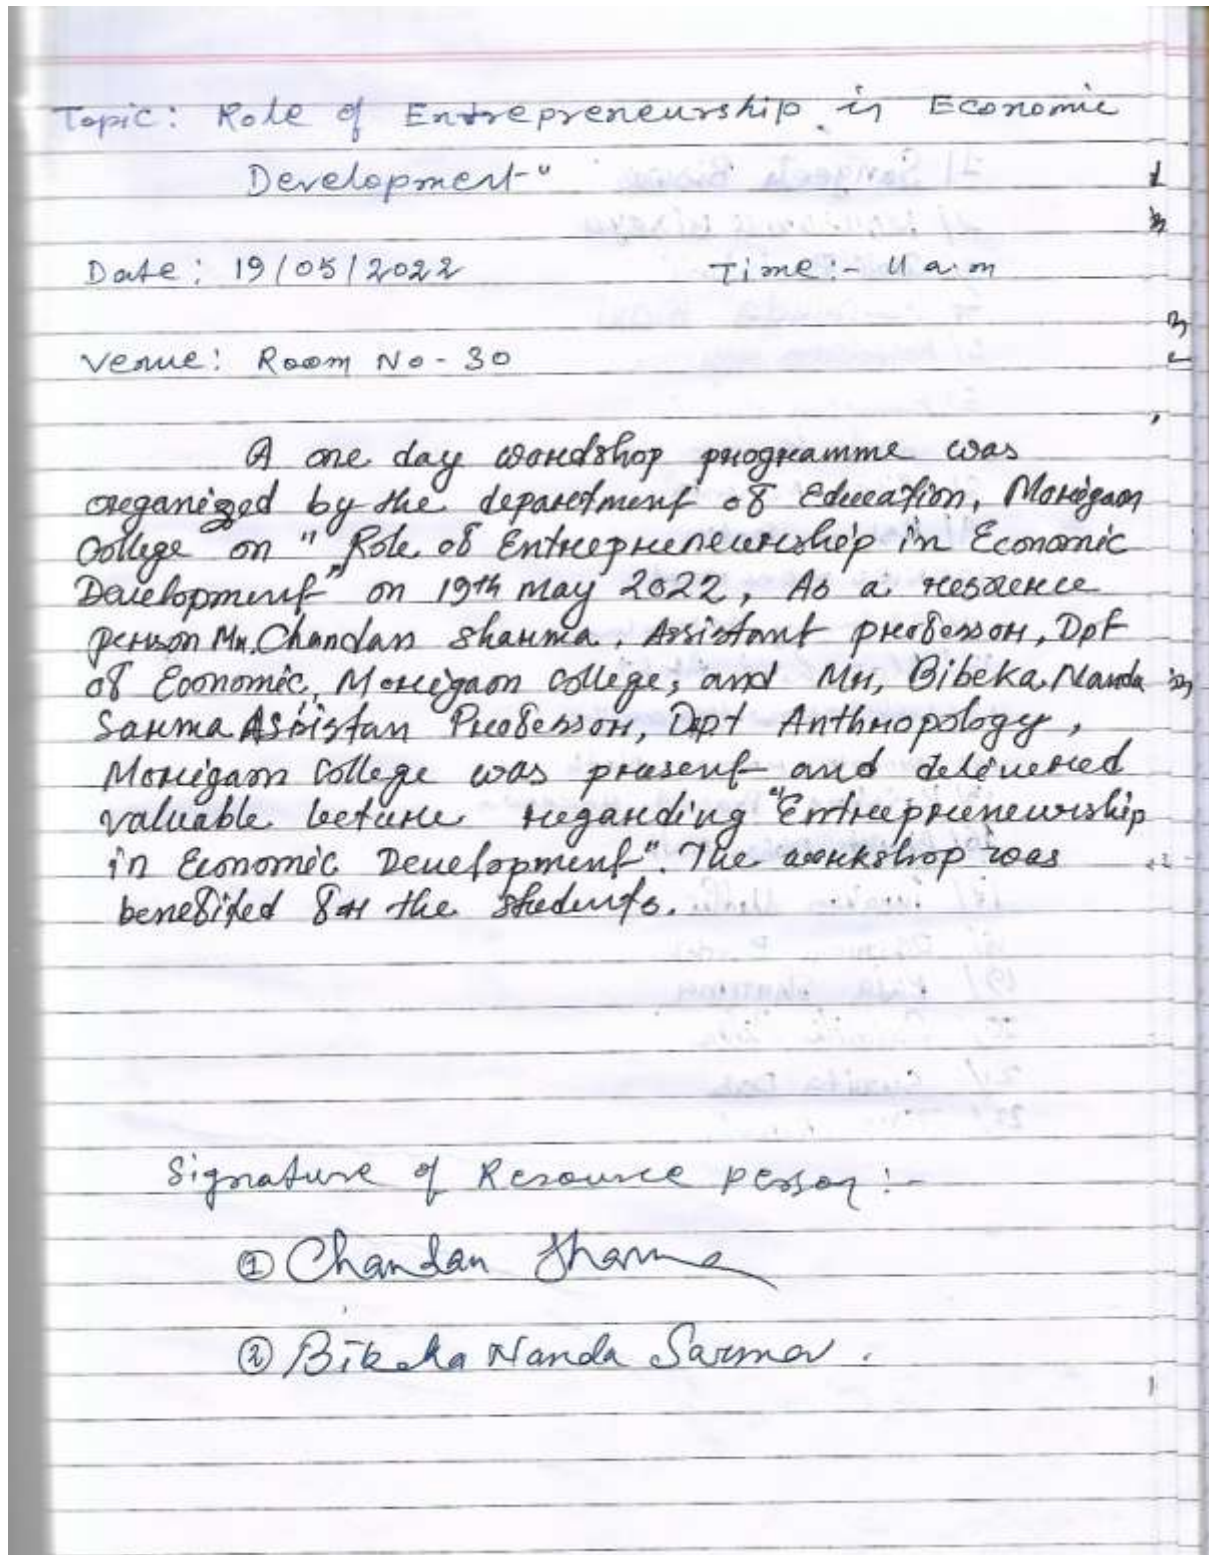 Topic: Role of Entrepreneurship in Economic
Development"
Date: 19/05/2022 Time:- 11 a.m
Venue: Room No - 30
A one day workshop programme was
organized by the department of Education, Morigaon
College on "Role of Entrepreneurship in Economic
Development" on 19th May 2022, As a resource
person Mr. Chandan Sharma, Assistant professor, Dpt
of Economic, Morigaon College, and Mr, Bibeka Nanda
Sarma Assistan Professor, Dept Anthropology,
Morigaon College was present and delivered
valuable lecture regarding "Entrepreneurship
in Economic Development". The workshop was
benefited for the students.
Signature of Resource person:-
① Chandan Sharma
② Bibeka Nanda Sarma.